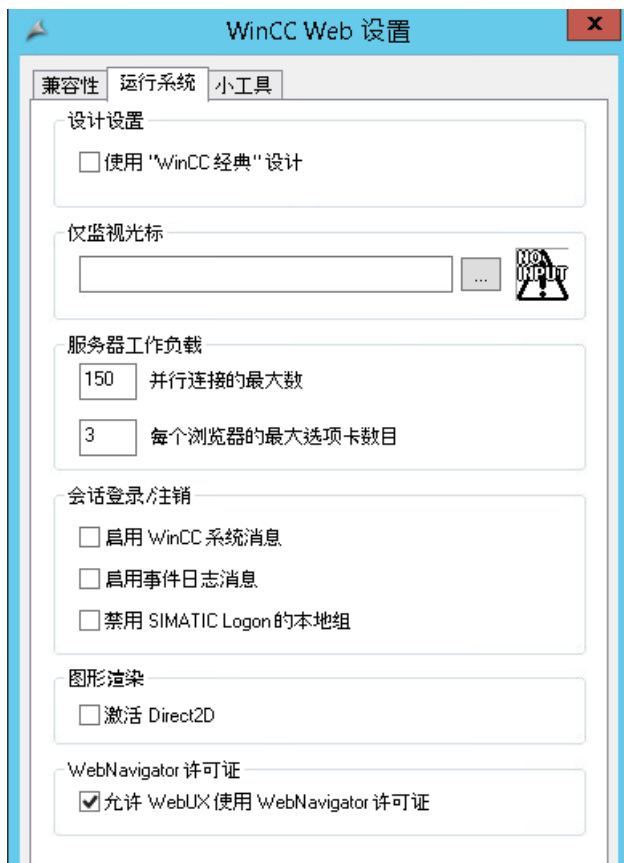 WinCC Web 设置
x
兼容性 运行系统 小工具
设计设置
使用 "WinCC 经典" 设计
仅监视光标
...
NO
INPUT
服务器工作负载
150 并行连接的最大数
3 每个浏览器的最大选项卡数目
会话登录/注销
启用 WinCC 系统消息
启用事件日志消息
禁用 SIMATIC Logon 的本地组
图形渲染
激活 Direct2D
WebNavigator 许可证
允许 WebUX 使用 WebNavigator 许可证